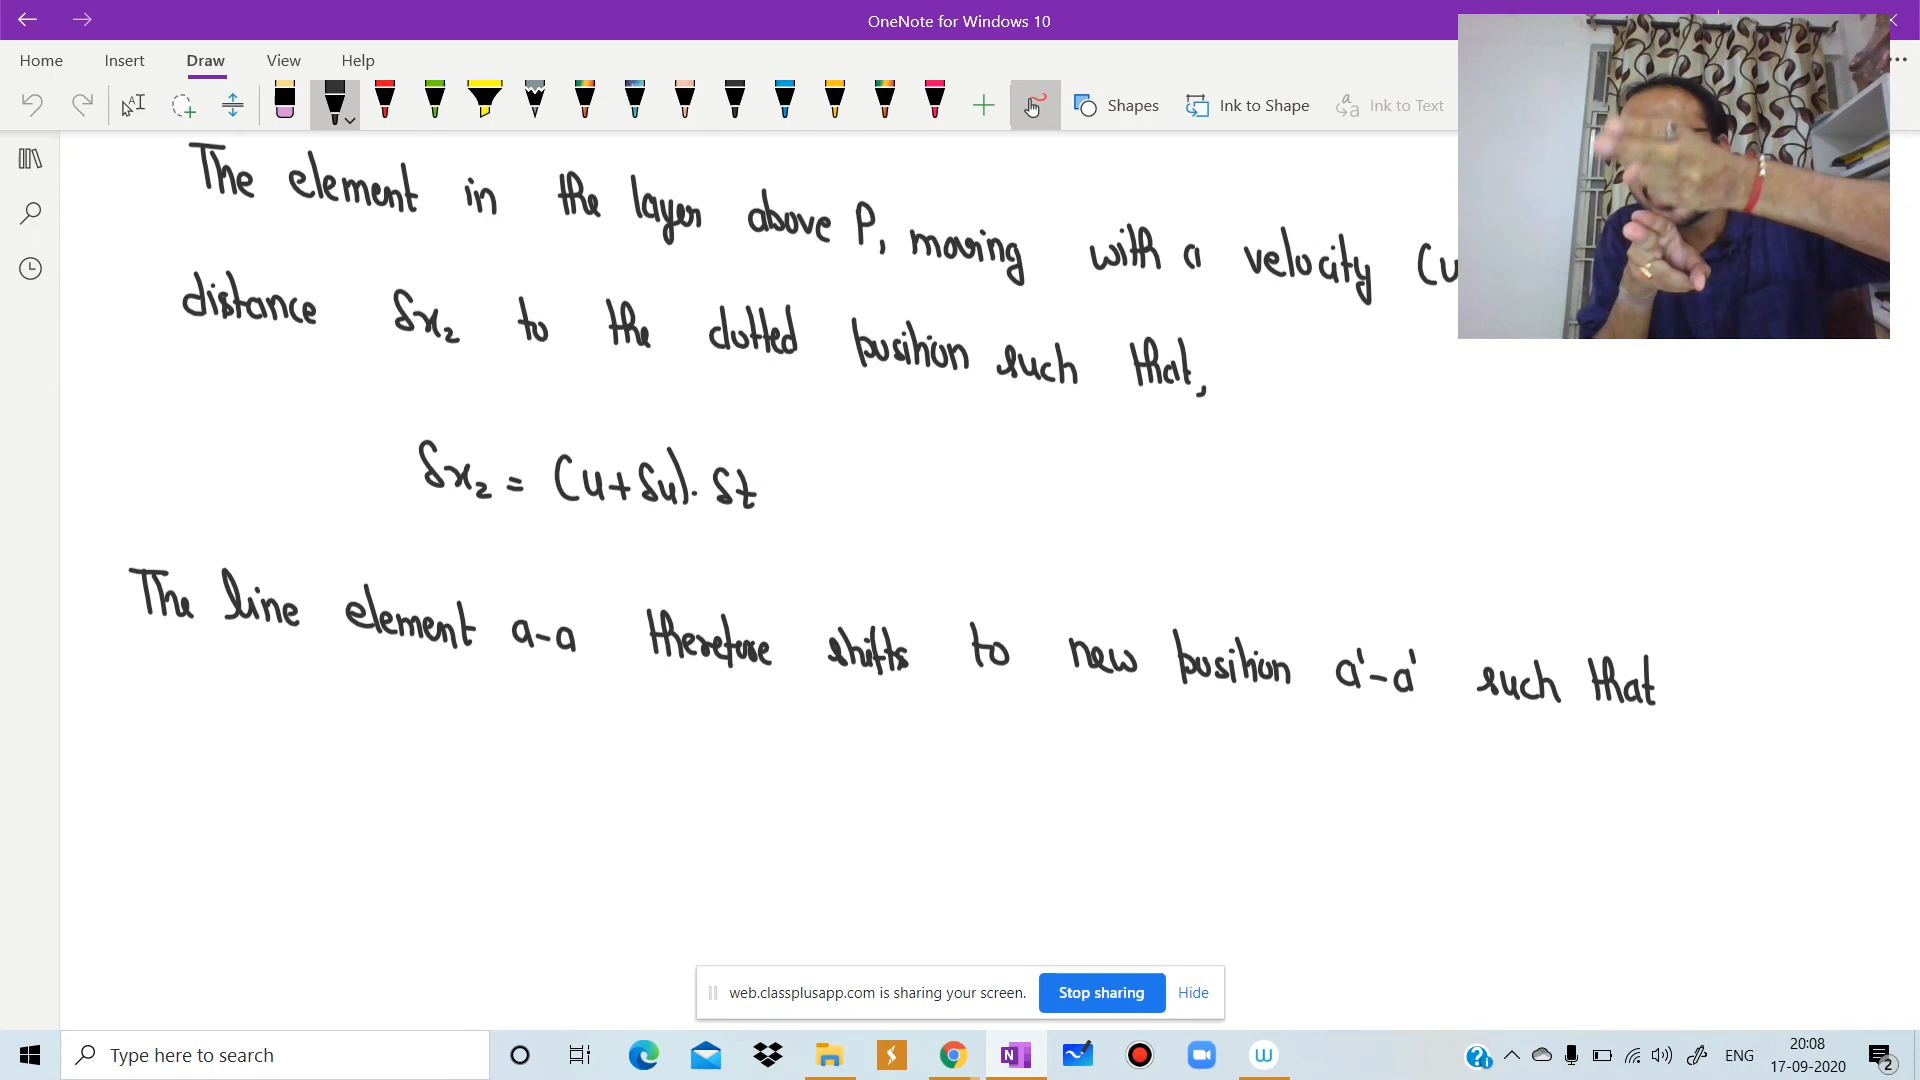 OneNote for Windows 10
Home Insert Draw View Help
Shapes Ink to Shape Ink to Text
The element in the layer above P, moving with a velocity (u
distance δx₂ to the dotted position such that,
δx₂ = (u+δu). δt
The line element a-a therefore shifts to new position a'-a' such that
web.classplusapp.com is sharing your screen. Stop sharing Hide
Type here to search
ENG
20:08
17-09-2020
2